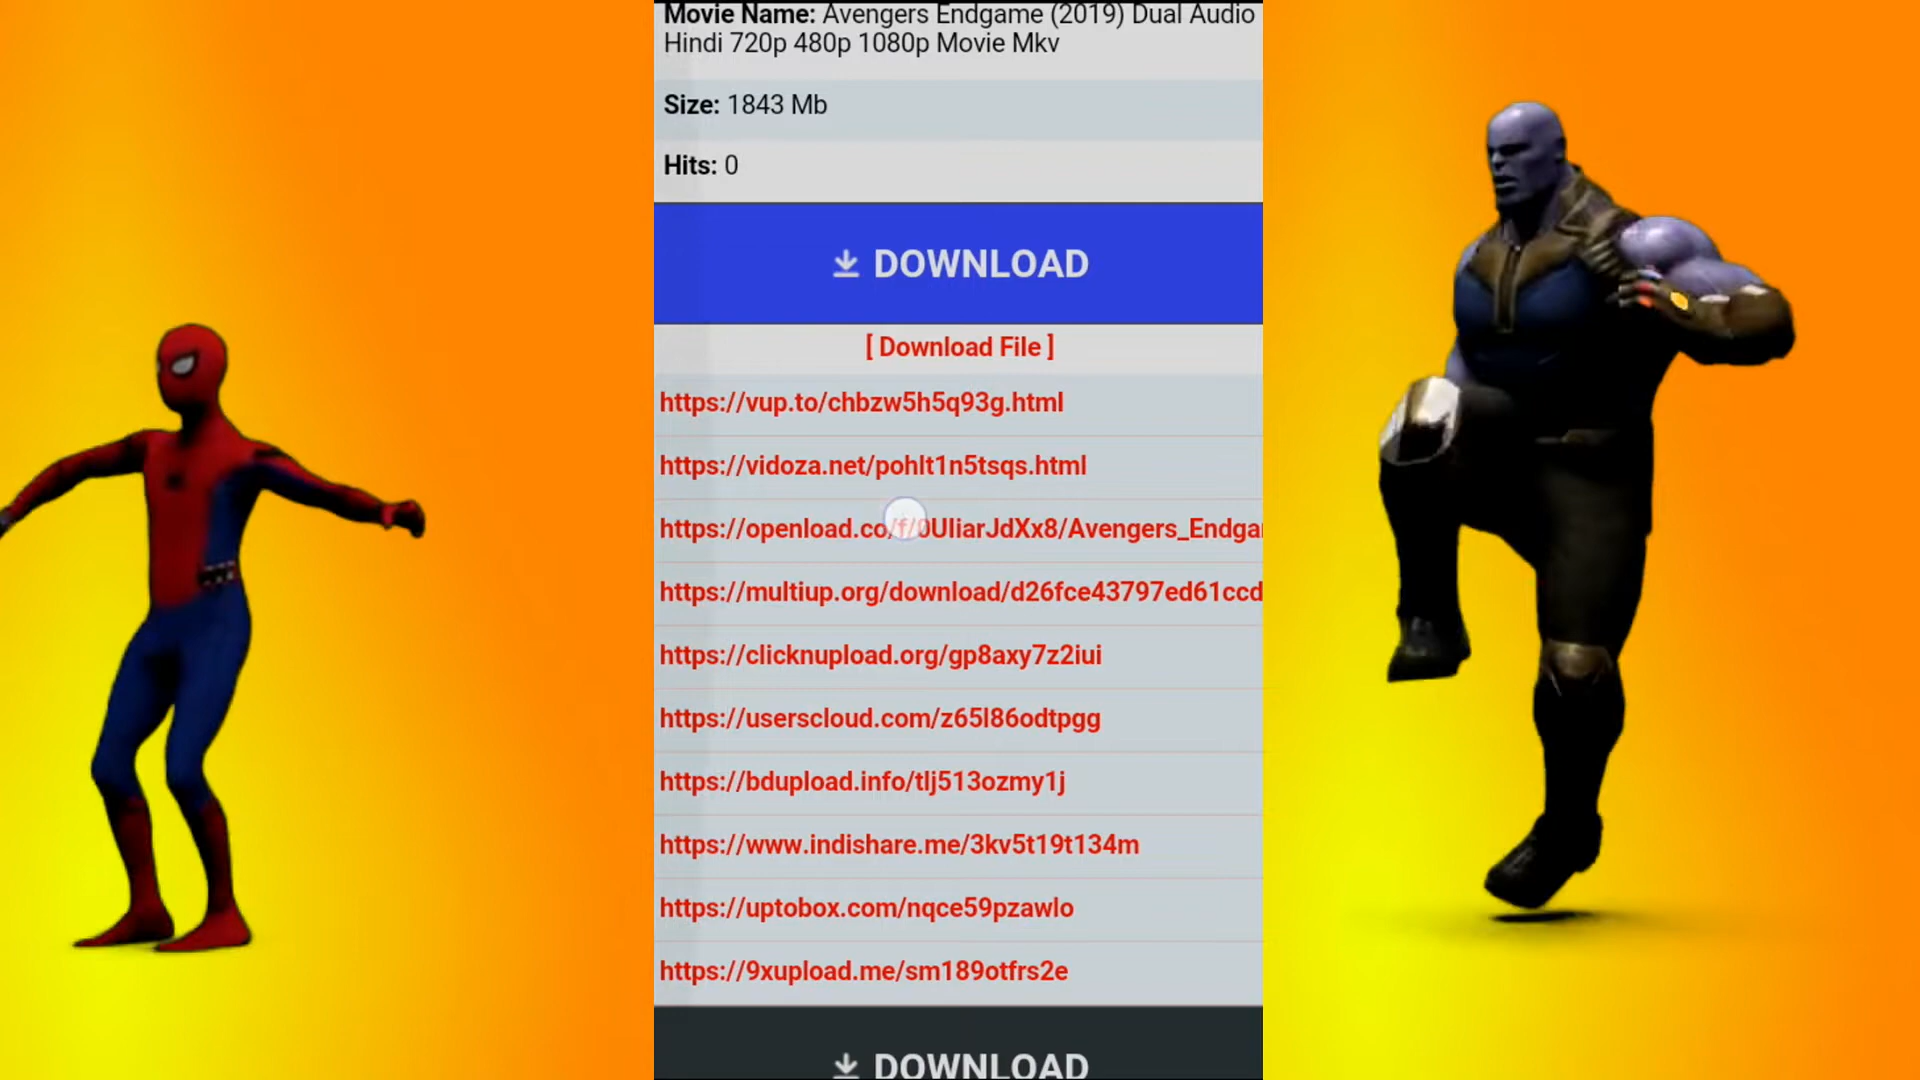 Movie Name: Avengers Endgame (2019) Dual Audio
Hindi 720p 480p 1080p Movie Mkv
Size: 1843 Mb
Hits: 0
DOWNLOAD
[ Download File ]
https://vup.to/chbzw5h5q93g.html
https://vidoza.net/pohlt1n5tsqs.html
https://openload.co/f/0UIiarJdXx8/Avengers_Endga
https://multiup.org/download/d26fce43797ed61ccd
https://clicknupload.org/gp8axy7z2iui
https://userscloud.com/z65l86odtpgg
https://bdupload.info/tlj513ozmy1j
https://www.indishare.me/3kv5t19t134m
https://uptobox.com/nqce59pzawlo
https://9xupload.me/sm189otfrs2e
DOWNLOAD